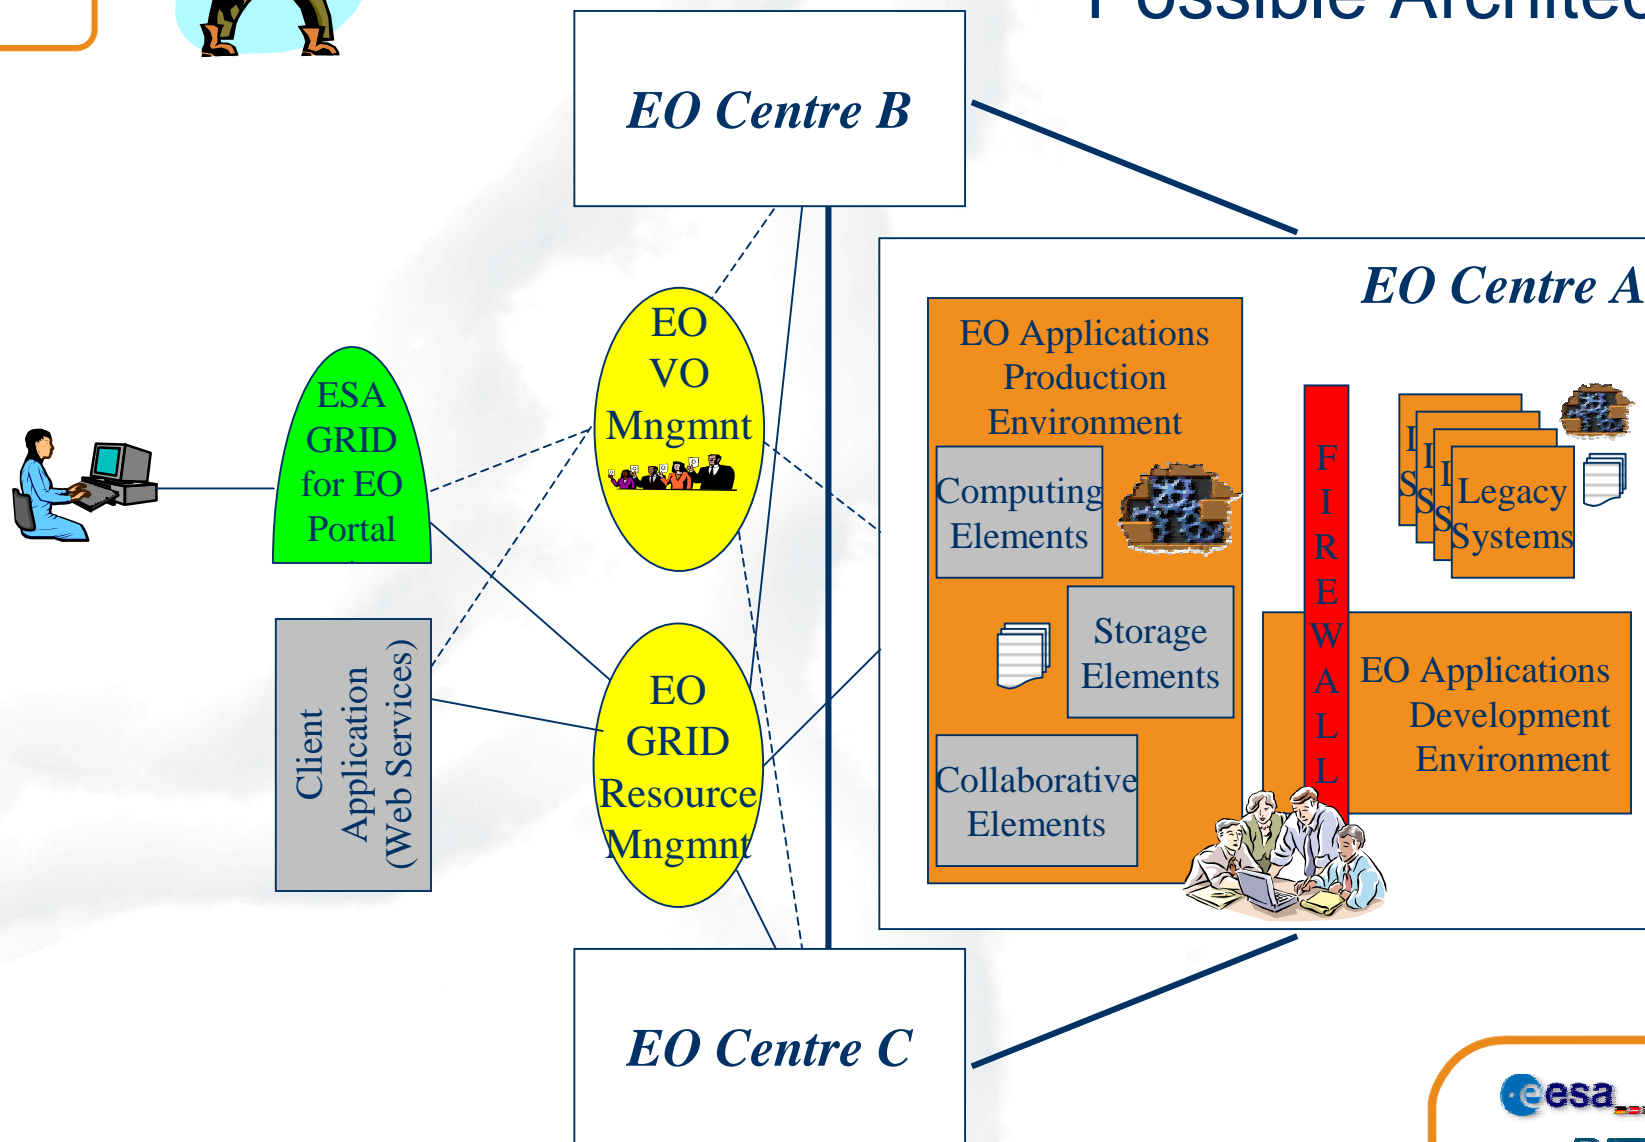 Possible
EO Centre B
EO Centre A
EO
VO
Mngmnt
ESA
GRID
for EO
Portal
EO Applications
Production
Environment
Computing
Elements
Storage
Elements
Collaborative
Elements
FIREWALL
Legacy
Systems
EO Applications
Development
Environment
Client
Application
(Web Services)
EO
GRID
Resource
Mngmnt
EO Centre C
esa